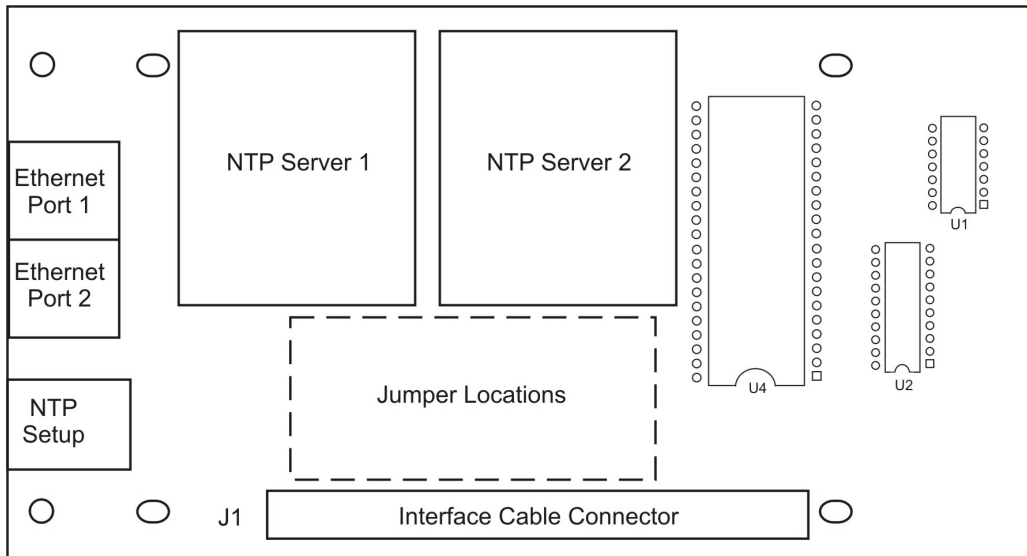 NTP Server 1
NTP Server 2
Ethernet
Port 1
U1
Ethernet
Port 2
U2
U4
Jumper Locations
NTP
Setup
J1
Interface Cable Connector